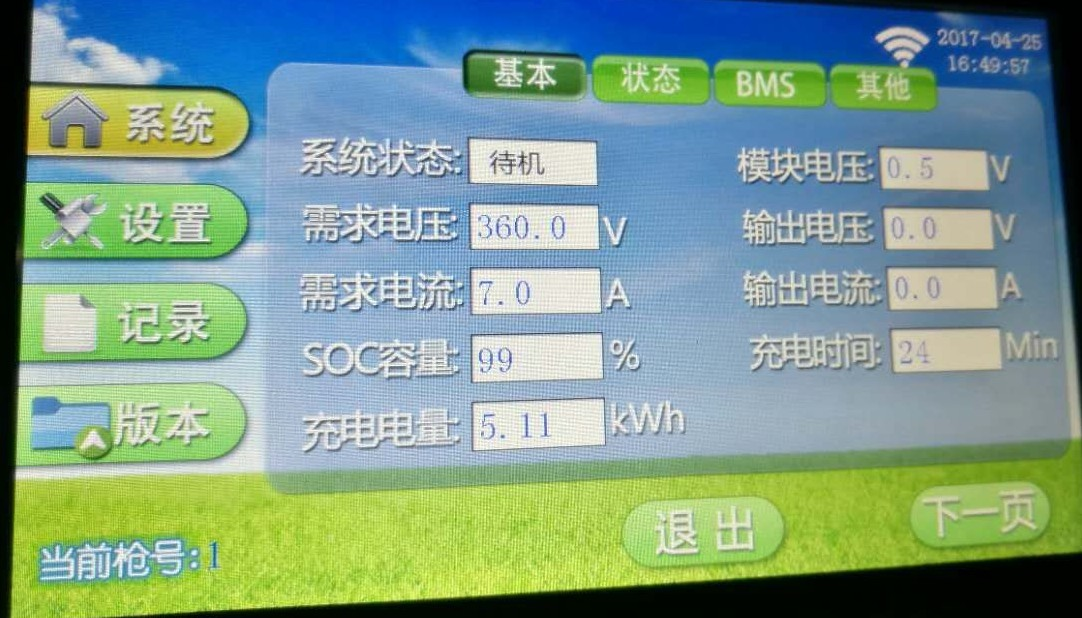 2017-04-25
16:49:57
基本 状态 BMS 其他
系统
设置
记录
版本
系统状态: 待机
模块电压: 0.5 V
需求电压: 360.0 V
输出电压: 0.0 V
需求电流: 7.0 A
输出电流: 0.0 A
SOC容量: 99 %
充电时间: 24 Min
充电电量: 5.11 kWh
当前枪号:1
退出
下一页